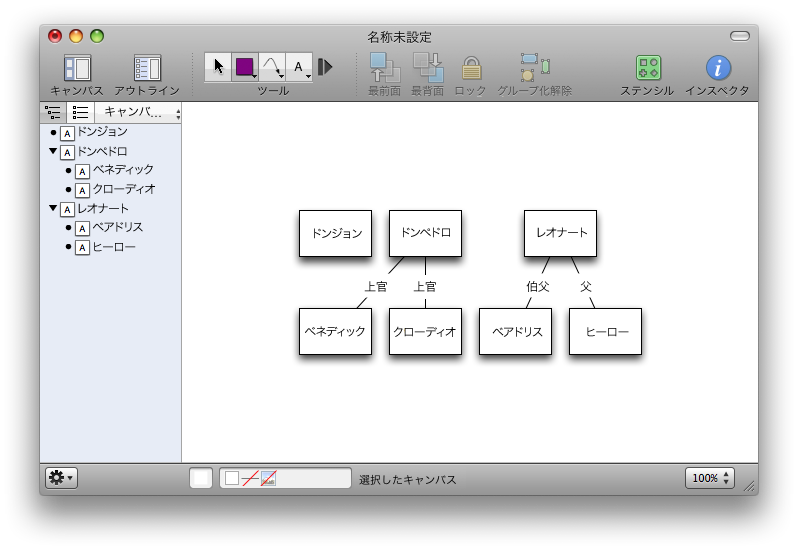 名称未設定
キャンバス アウトライン ツール 最前面 最背面 ロック グループ化解除 ステンシル インスペクタ
A
キャンバ...
A ドンジョン
A ドンペドロ
A ベネディック
A クローディオ
A レオナート
A ベアドリス
A ヒーロー
ドンジョン ドンペドロ レオナート
上官 上官 伯父 父
ベネディック クローディオ ベアドリス ヒーロー
選択したキャンバス 100%